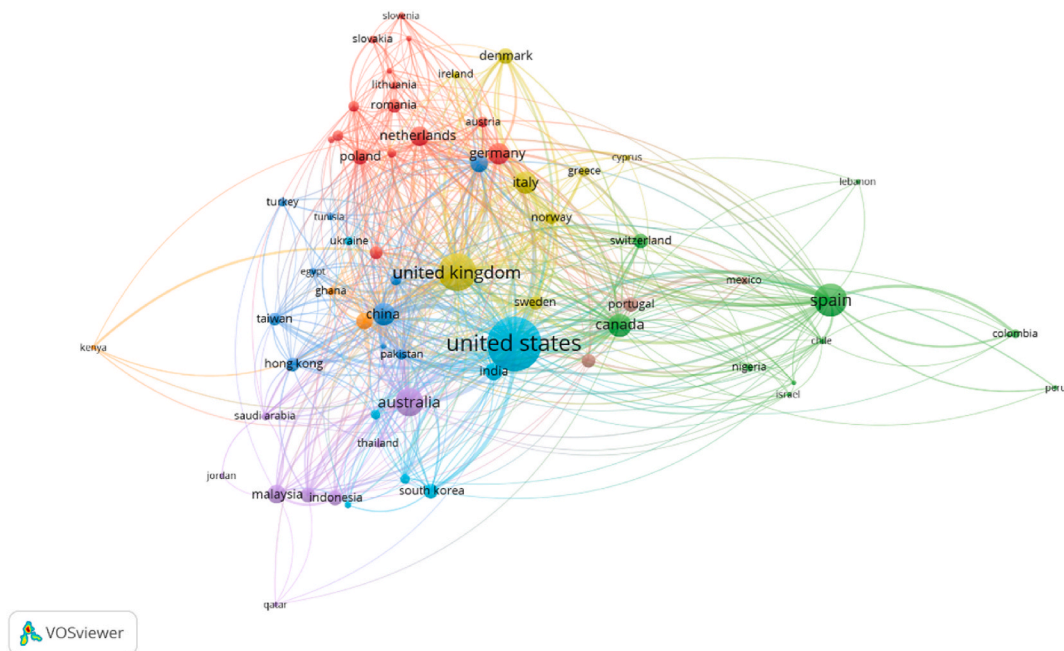 slovenia
slovakia
denmark
ireland
lithuania
romania
austria
netherlands
germany
poland
cyprus
greece
italy
lebanon
turkey
tunisia
norway
ukraine
switzerland
egypt
united kingdom
mexico
ghana
sweden
portugal
spain
taiwan
china
canada
colombia
kenya
united states
chile
pakistan
hong kong
india
nigeria
peru
israel
australia
saudi arabia
thailand
jordan
malaysia
indonesia
south korea
qatar
VOSviewer